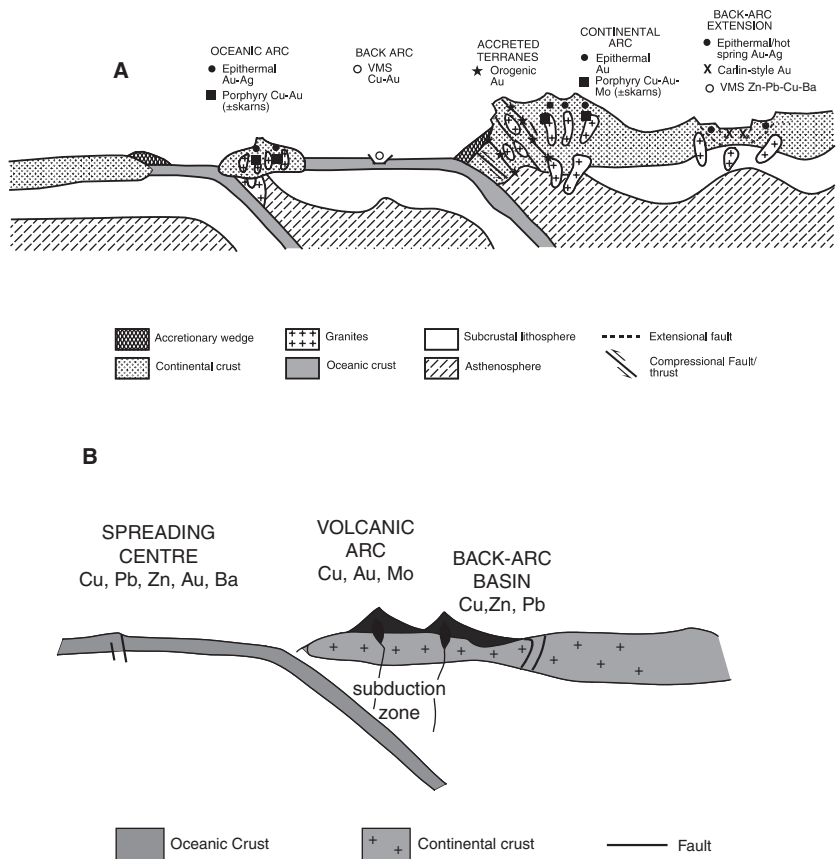 A
OCEANIC ARC
● Epithermal
Au-Ag
■ Porphyry Cu-Au
(±skarns)
BACK ARC
○ VMS
Cu-Au
ACCRETED
TERRANES
★ Orogenic
Au
CONTINENTAL
ARC
● Epithermal
Au
■ Porphyry Cu-Au-
Mo (±skarns)
BACK-ARC
EXTENSION
● Epithermal/hot
spring Au-Ag
X Carlin-style Au
○ VMS Zn-Pb-Cu-Ba
Accretionary wedge
Granites
Subcrustal lithosphere
Extensional fault
Continental crust
Oceanic crust
Asthenosphere
Compressional Fault/
thrust
B
SPREADING
CENTRE
Cu, Pb, Zn, Au, Ba
VOLCANIC
ARC
Cu, Au, Mo
BACK-ARC
BASIN
Cu,Zn, Pb
subduction
zone
Oceanic Crust
Continental crust
Fault